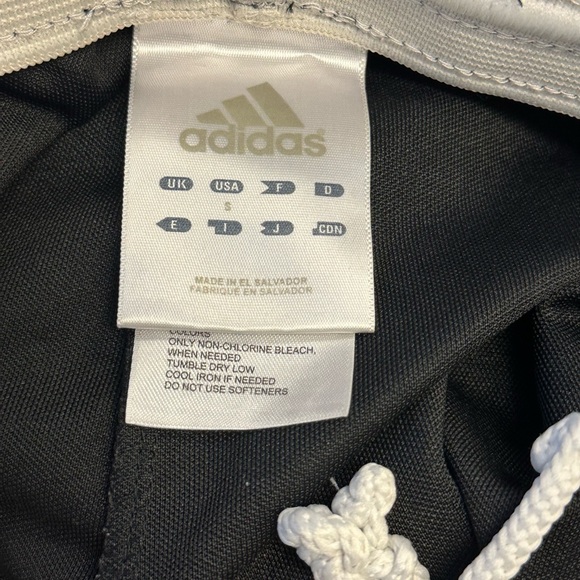 adidas
UK USA F D
S
E I J CDN
MADE IN EL SALVADOR
FABRIQUÉ EN SALVADOR
COLORS
ONLY NON-CHLORINE BLEACH,
WHEN NEEDED
TUMBLE DRY LOW
COOL IRON IF NEEDED
DO NOT USE SOFTENERS